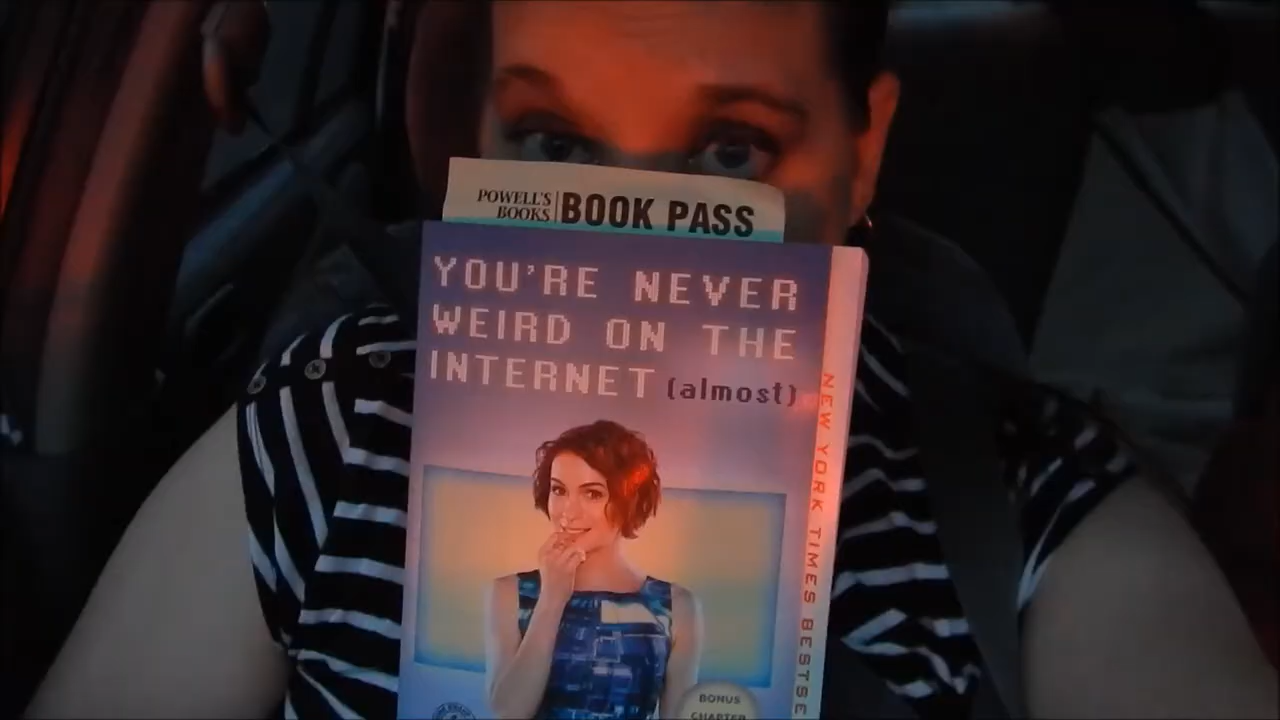 POWELL'S
BOOKS
BOOK PASS
YOU'RE NEVER
WEIRD ON THE
INTERNET (almost)
NEW YORK TIMES BESTSE
BONUS
CHAPTER